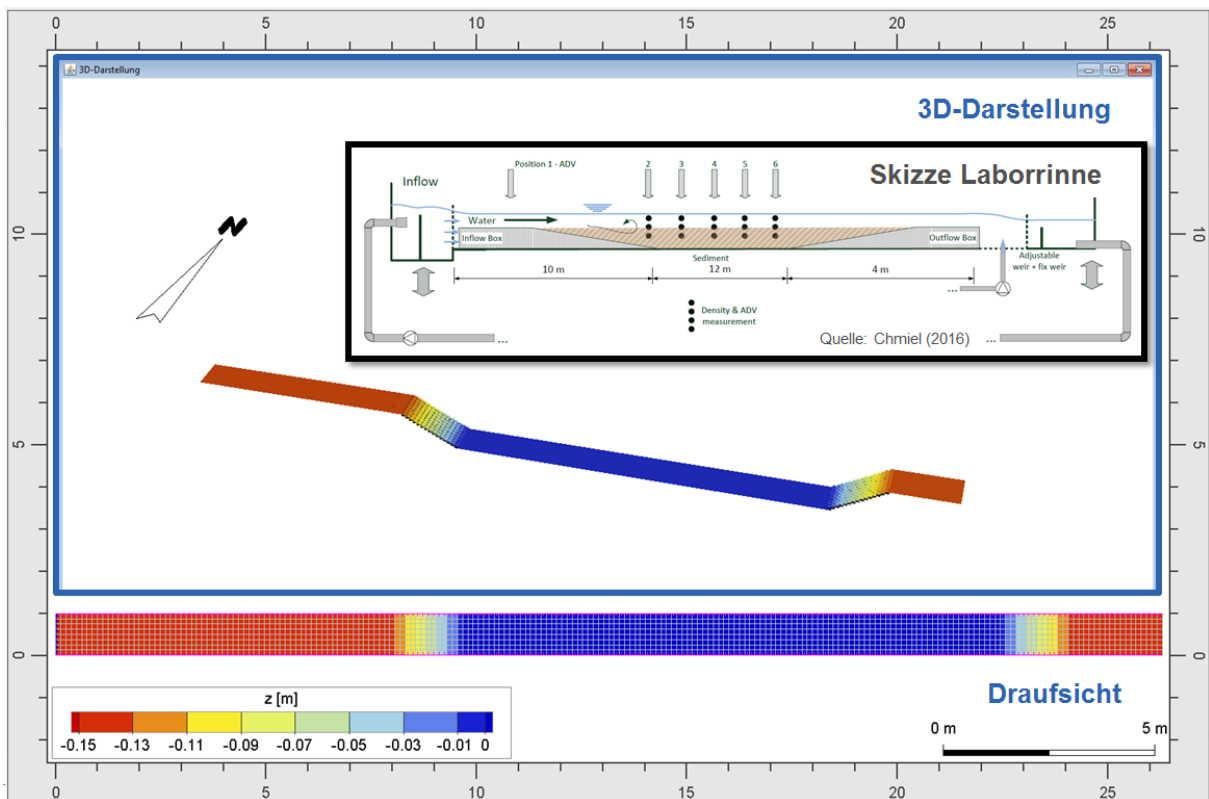 0 5 10 15 20 25
3D-Darstellung
3D-Darstellung
Skizze Laborrinne
Position 1 - ADV
2 3 4 5 6
Inflow
Water
Inflow Box
Outflow Box
Sediment
Adjustable
weir + fix weir
10 m 12 m 4 m
...
Density & ADV
measurement
... Quelle: Chmiel (2016) ...
N
10 10
5 5
0 0
Draufsicht
z [m]
-0.15 -0.13 -0.11 -0.09 -0.07 -0.05 -0.03 -0.01 0
0 m 5 m
0 5 10 15 20 25